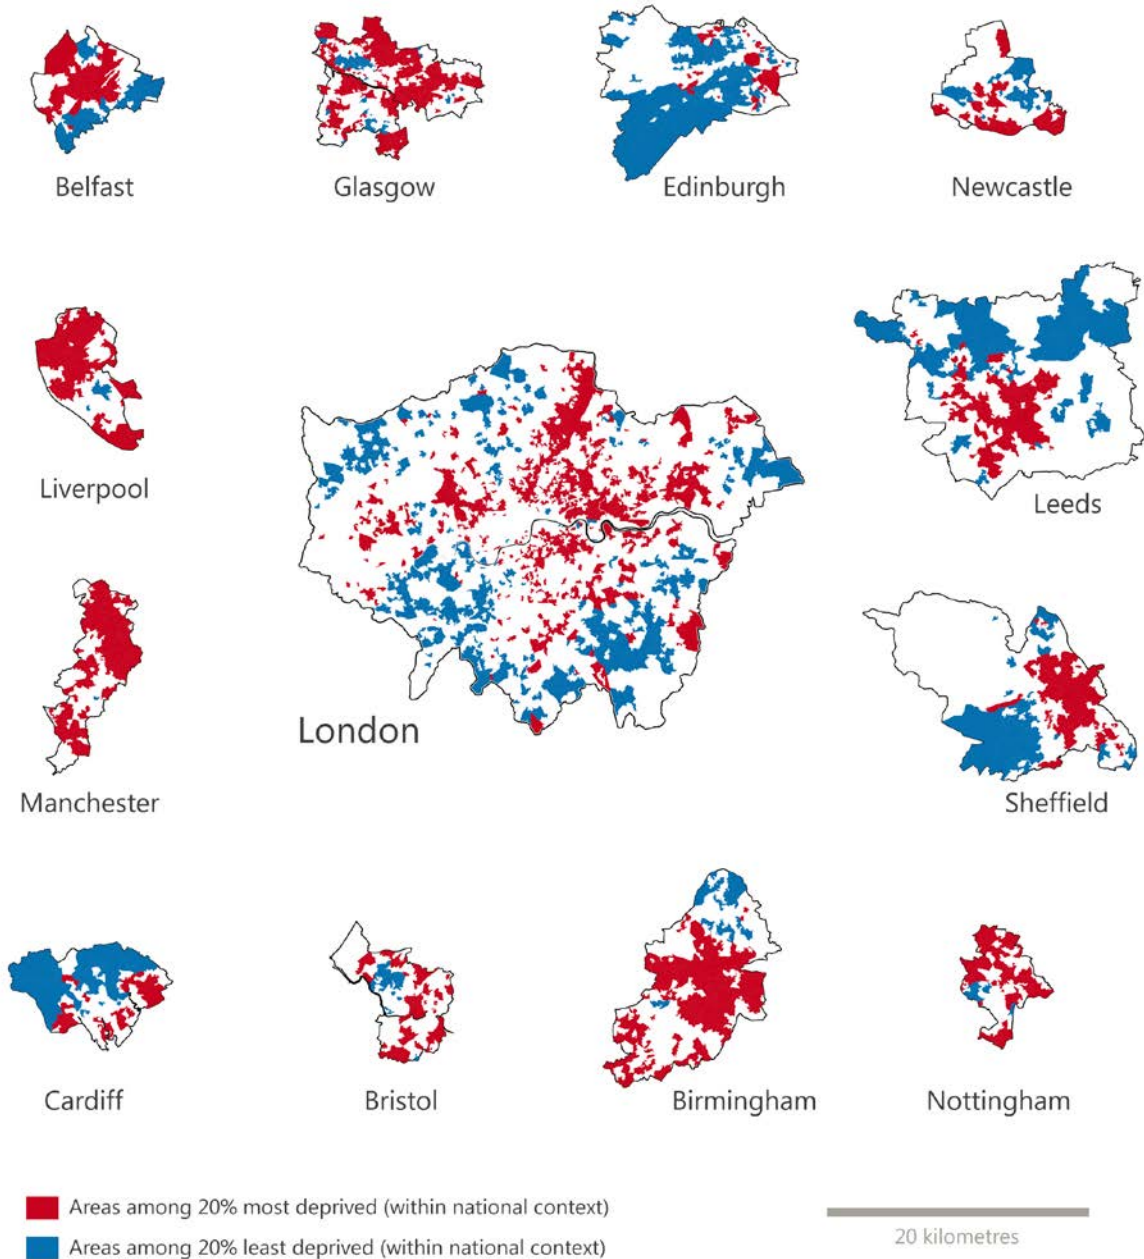 Belfast
Glasgow
Edinburgh
Newcastle
Liverpool
Leeds
London
Manchester
Sheffield
Cardiff
Bristol
Birmingham
Nottingham
Areas among 20% most deprived (within national context)
Areas among 20% least deprived (within national context)
20 kilometres